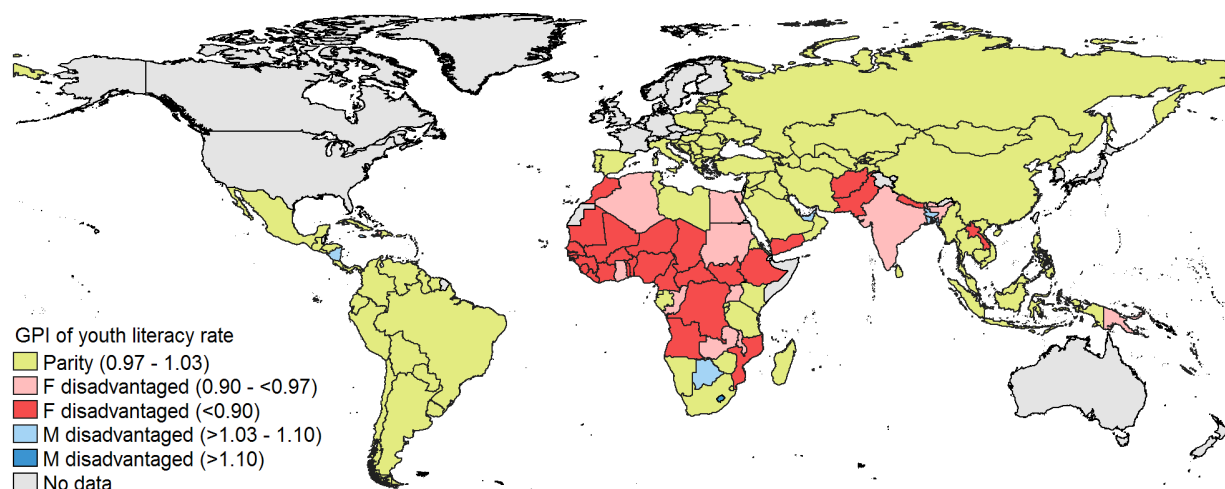 GPI of youth literacy rate
Parity (0.97 - 1.03)
F disadvantaged (0.90 - <0.97)
F disadvantaged (<0.90)
M disadvantaged (>1.03 - 1.10)
M disadvantaged (>1.10)
No data